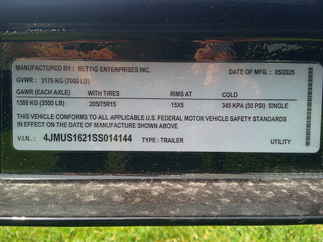 MANUFACTURED BY: BETTIS ENTERPRISES INC.
GVWR: 3175 KG (7000 LB) DATE OF MFG.: 05/2025
GAWR (EACH AXLE) WITH TIRES RIMS AT COLD
1588 KG (3500 LB) 205/75R15 15X5 345 KPA (50 PSI) SINGLE
THIS VEHICLE CONFORMS TO ALL APPLICABLE U.S. FEDERAL MOTOR VEHICLE SAFETY STANDARDS
IN EFFECT ON THE DATE OF MANUFACTURE SHOWN ABOVE.
V.I.N.: 4JMUS1621SS014144 TYPE: TRAILER